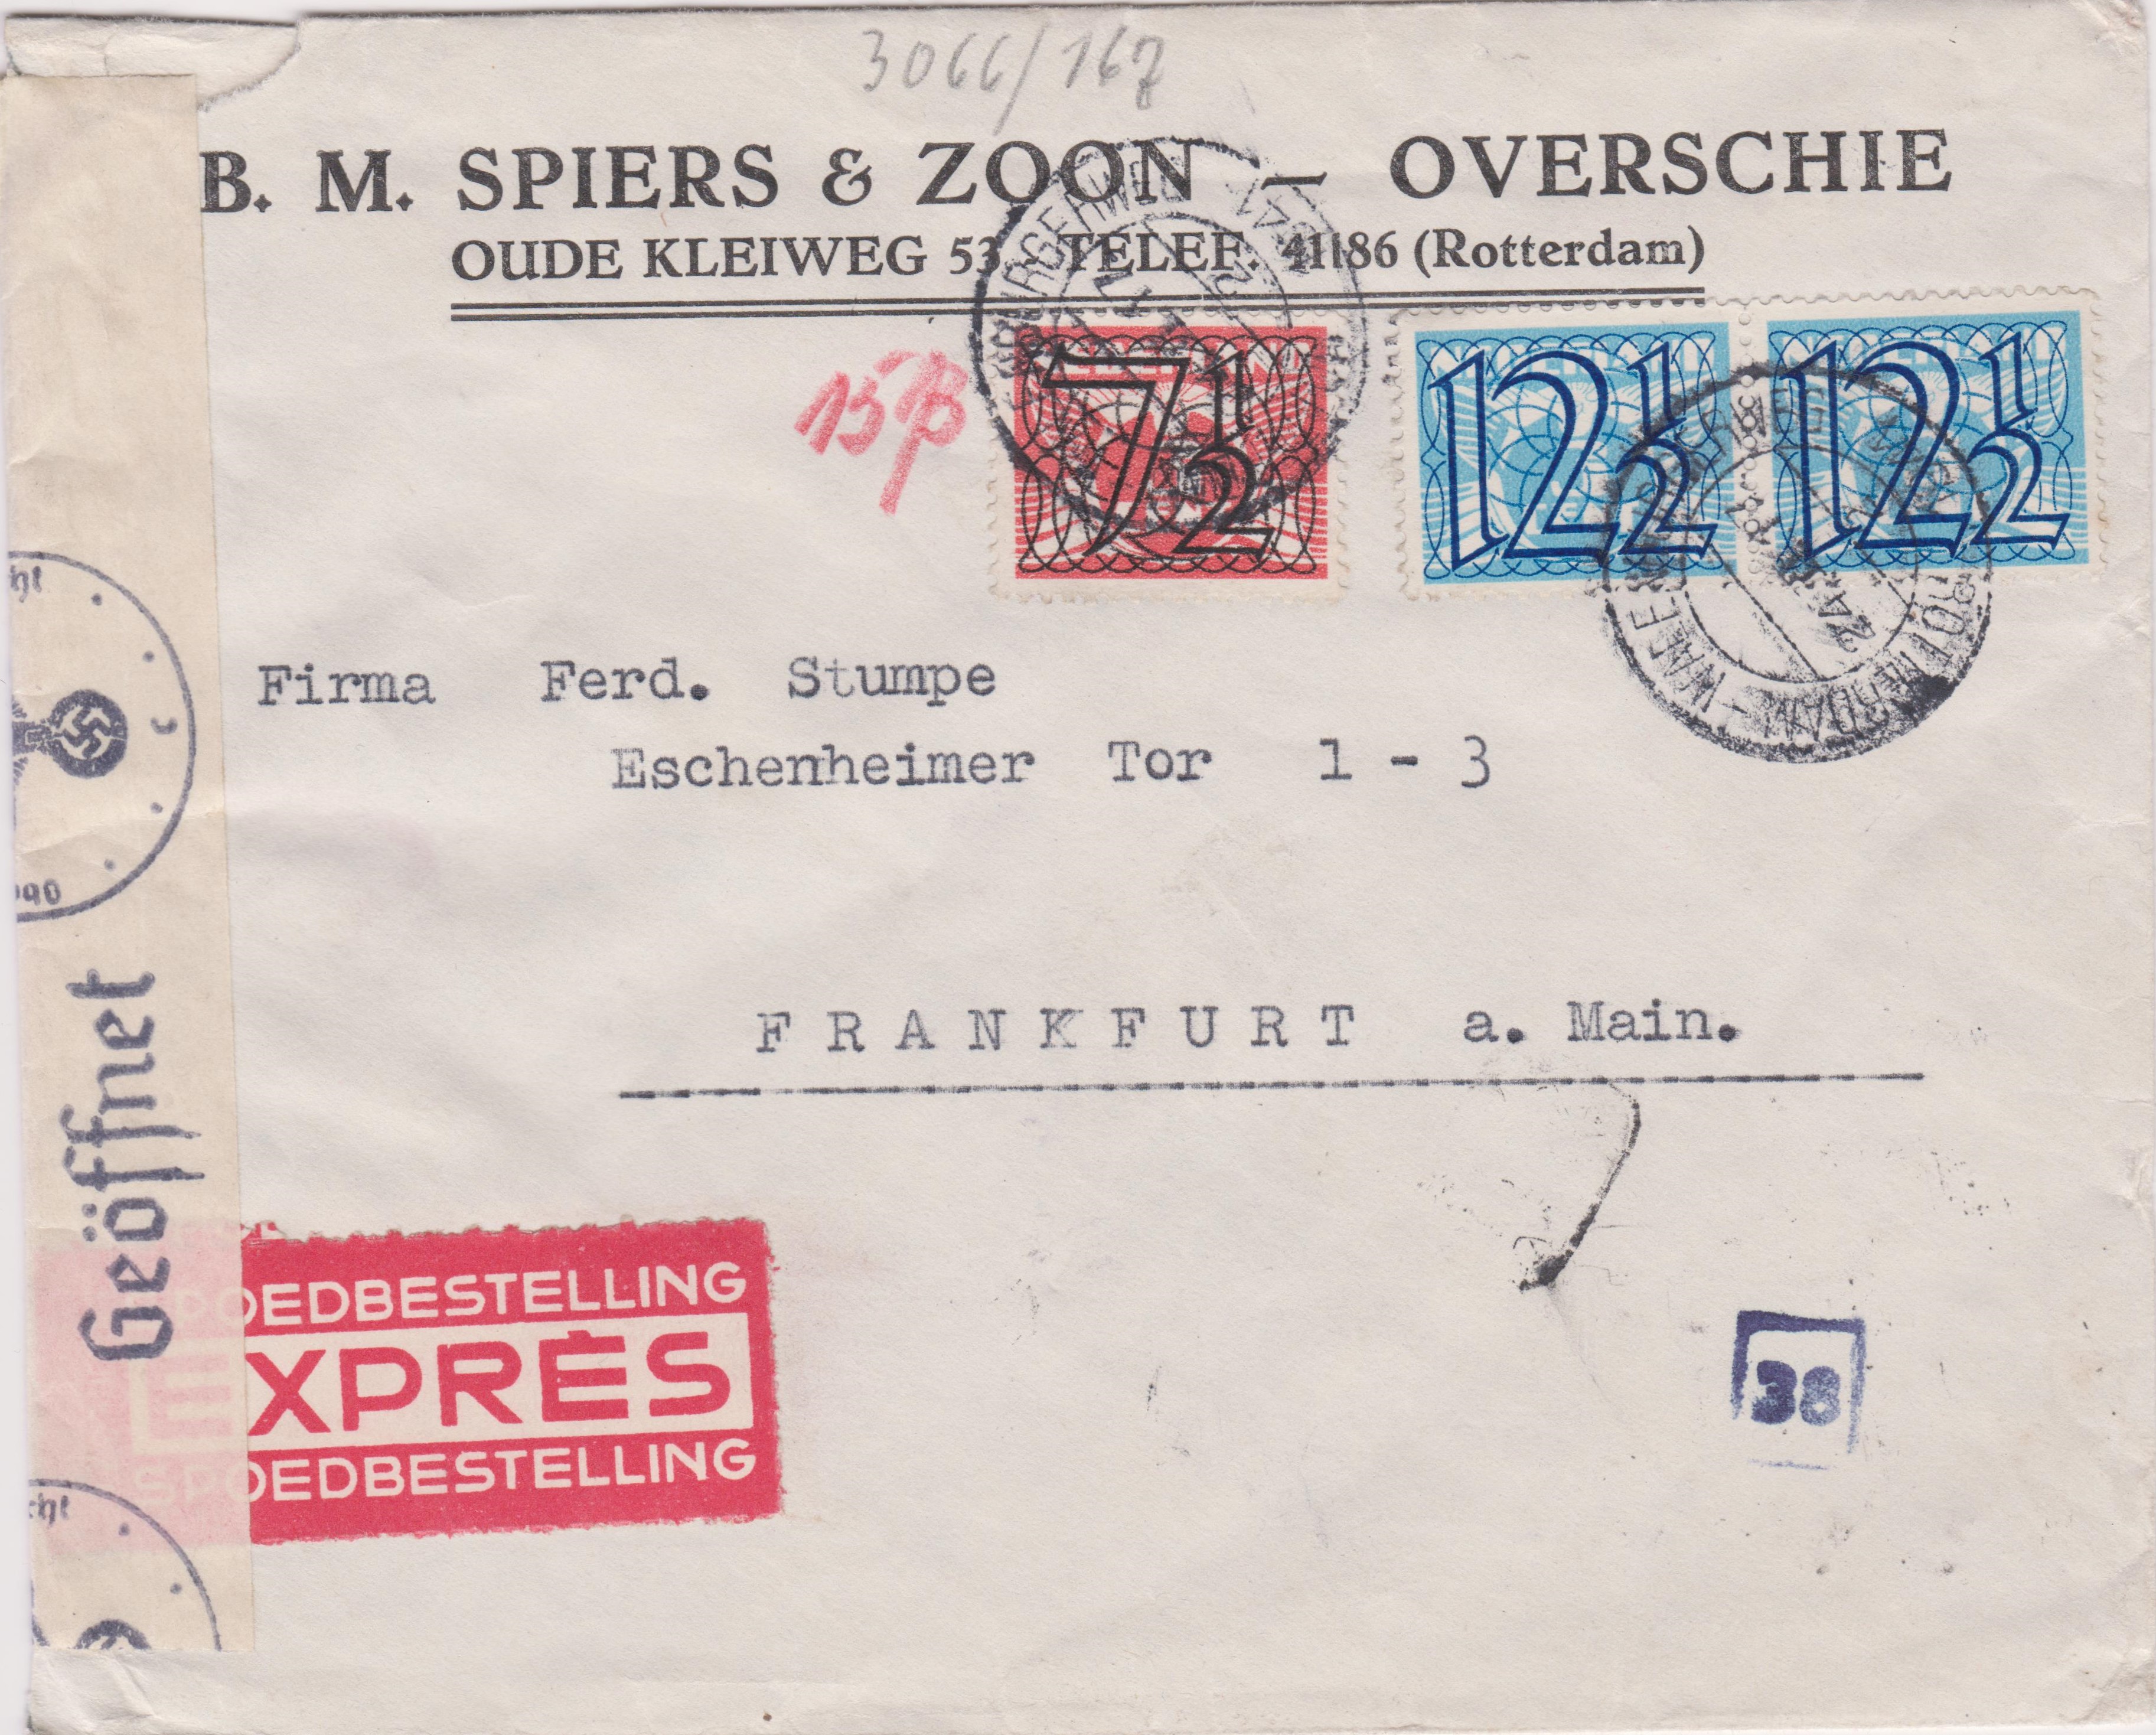 3066/167
B. M. SPIERS & ZOON — OVERSCHIE
OUDE KLEIWEG 53 TELEF. 41186 (Rotterdam)
7½
12½
12½
Firma Ferd. Stumpe
Eschenheimer Tor 1 - 3
FRANKFURT a. Main.
Geöffnet
OEDBESTELLING
EXPRÈS
SPOEDBESTELLING
38